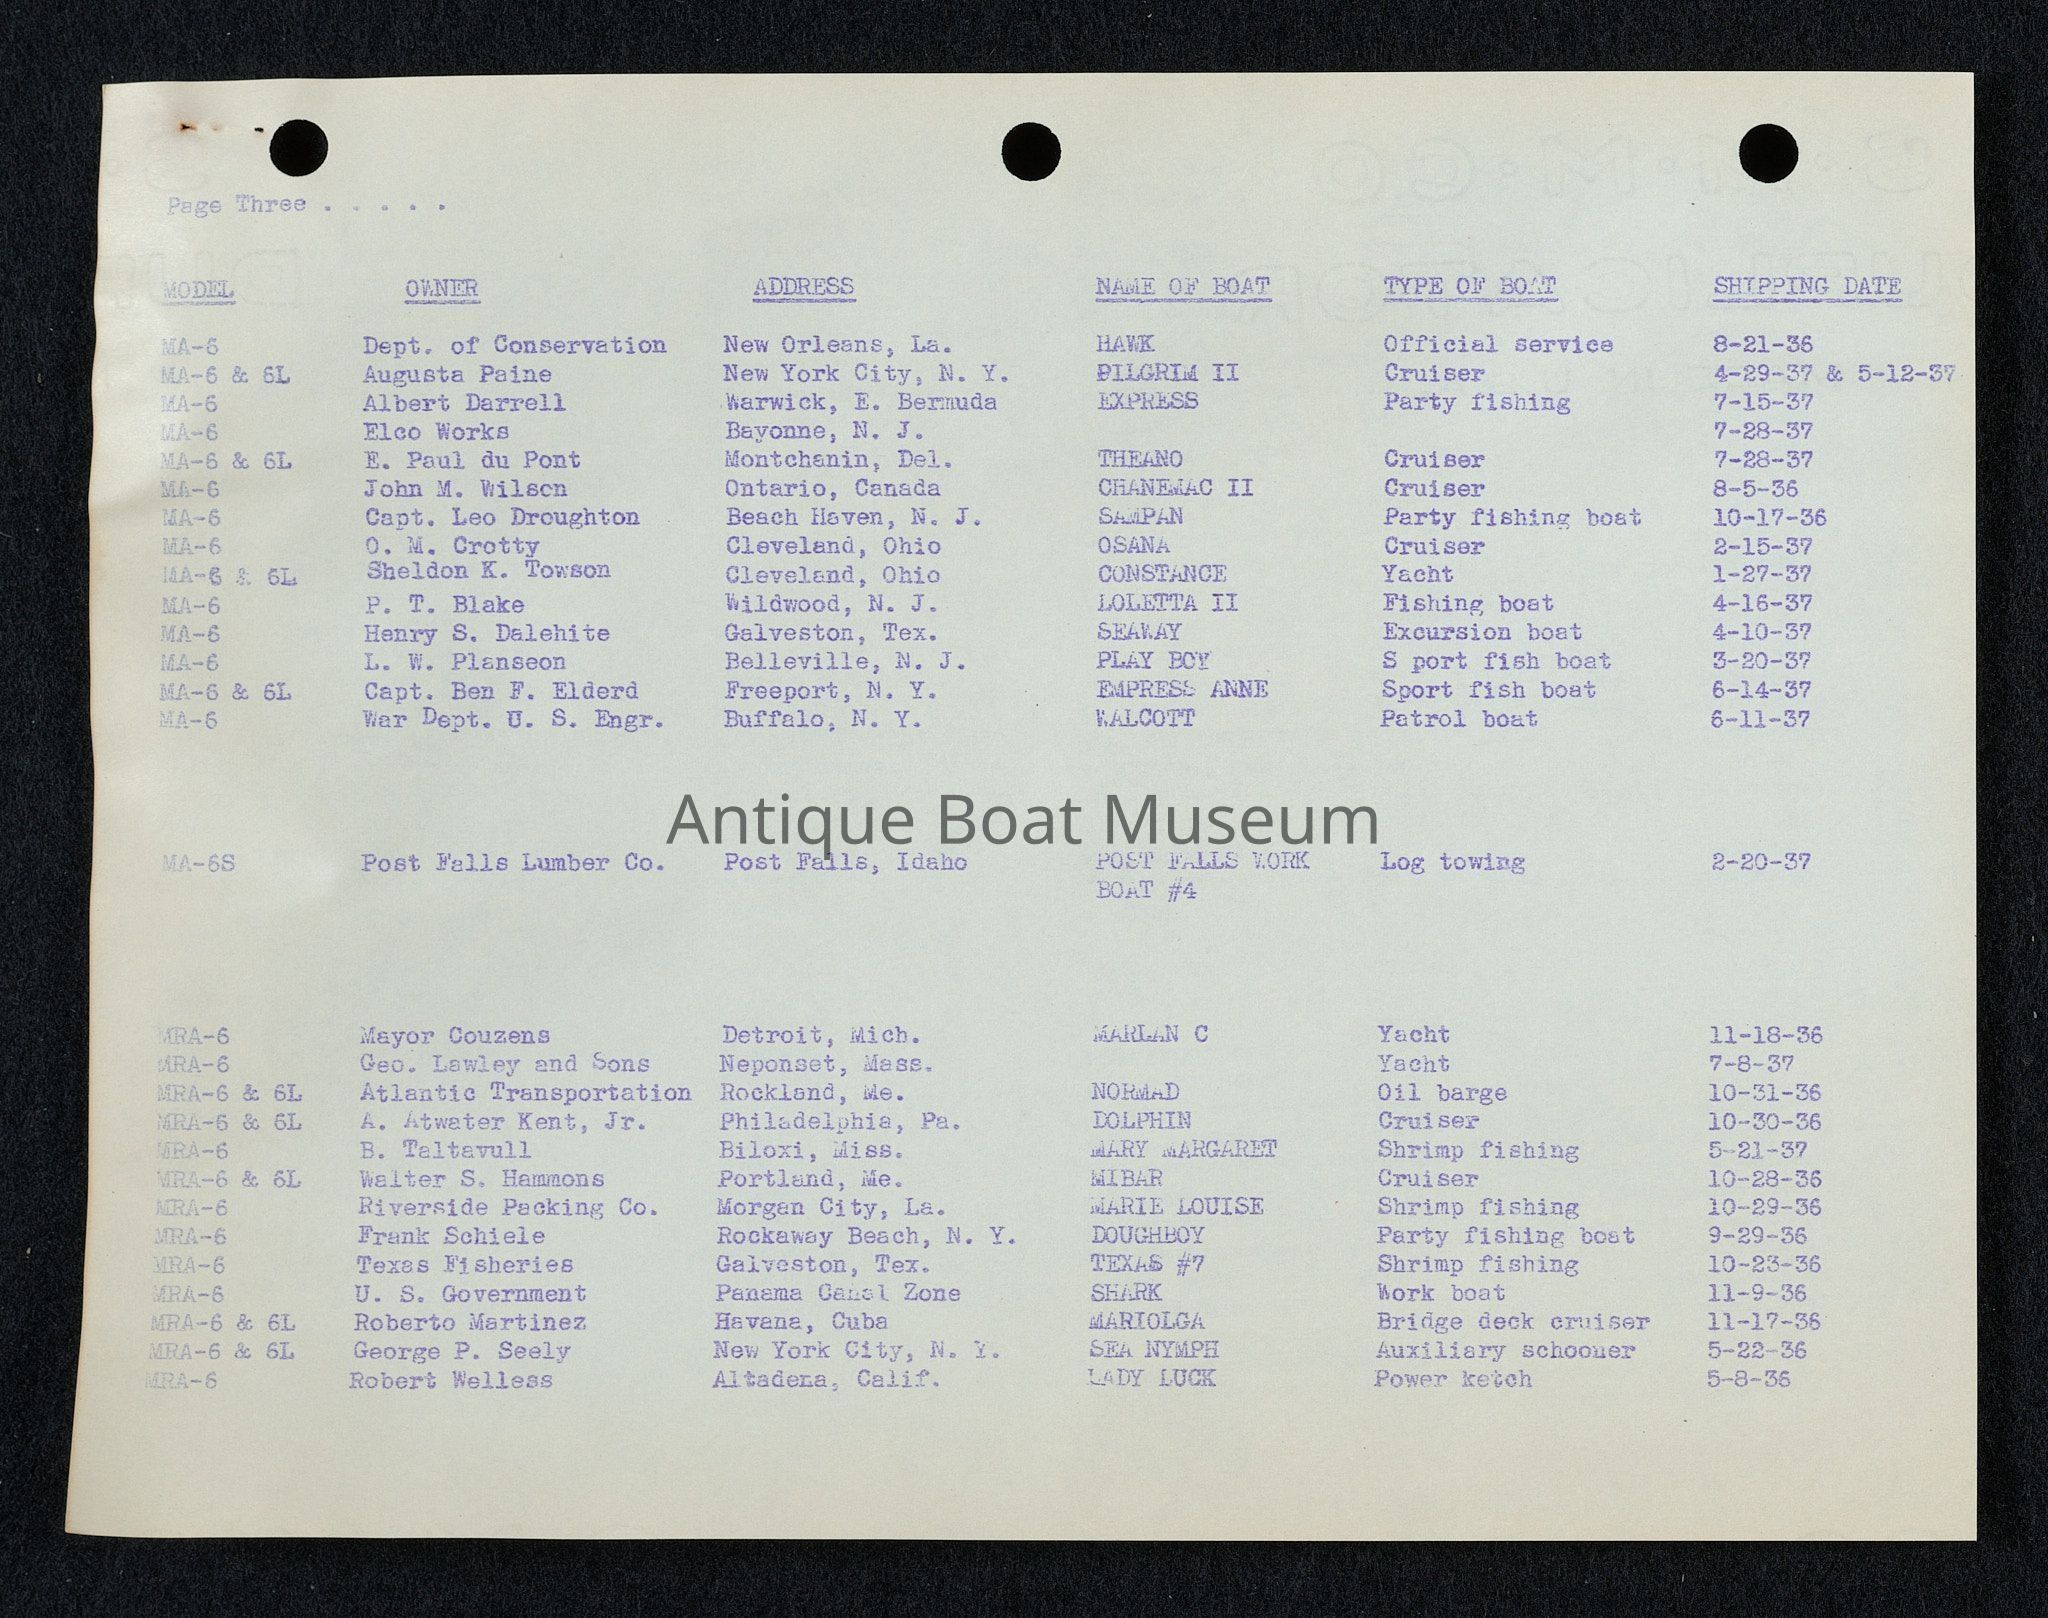 Page Three . . . . .
MODEL OWNER ADDRESS NAME OF BOAT TYPE OF BOAT SHIPPING DATE
MA-6 Dept. of Conservation New Orleans, La. HAWK Official service 8-21-36
MA-6 & 6L Augusta Paine New York City, N. Y. PILGRIM II Cruiser 4-29-37 & 5-12-37
MA-6 Albert Darrell Warwick, E. Bermuda EXPRESS Party fishing 7-15-37
MA-6 Elco Works Bayonne, N. J. 7-28-37
MA-6 & 6L E. Paul du Pont Montchanin, Del. THEANO Cruiser 7-28-37
MA-6 John M. Wilson Ontario, Canada CHANEMAC II Cruiser 8-5-36
MA-6 Capt. Leo Droughton Beach Haven, N. J. SAMPAN Party fishing boat 10-17-36
MA-6 O. M. Crotty Cleveland, Ohio OSANA Cruiser 2-15-37
MA-6 & 6L Sheldon K. Towson Cleveland, Ohio CONSTANCE Yacht 1-27-37
MA-6 P. T. Blake Wildwood, N. J. LOLETTA II Fishing boat 4-16-37
MA-6 Henry S. Dalehite Galveston, Tex. SEAWAY Excursion boat 4-10-37
MA-6 L. W. Planseon Belleville, N. J. PLAY BOY S port fish boat 3-20-37
MA-6 & 6L Capt. Ben F. Elderd Freeport, N. Y. EMPRESS ANNE Sport fish boat 6-14-37
MA-6 War Dept. U. S. Engr. Buffalo, N. Y. WALCOTT Patrol boat 6-11-37
Antique Boat Museum
MA-6S Post Falls Lumber Co. Post Falls, Idaho POST FALLS WORK Log towing 2-20-37
BOAT #4
MRA-6 Mayor Couzens Detroit, Mich. MARLAN C Yacht 11-18-36
MRA-6 Geo. Lawley and Sons Neponset, Mass. Yacht 7-8-37
MRA-6 & 6L Atlantic Transportation Rockland, Me. NORMAD Oil barge 10-31-36
MRA-6 & 6L A. Atwater Kent, Jr. Philadelphia, Pa. DOLPHIN Cruiser 10-30-36
MRA-6 B. Taltavull Biloxi, Miss. MARY MARGARET Shrimp fishing 5-21-37
MRA-6 & 6L Walter S. Hammons Portland, Me. MIBAR Cruiser 10-28-36
MRA-6 Riverside Packing Co. Morgan City, La. MARIE LOUISE Shrimp fishing 10-29-36
MRA-6 Frank Schiele Rockaway Beach, N. Y. DOUGHBOY Party fishing boat 9-29-36
MRA-6 Texas Fisheries Galveston, Tex. TEXAS #7 Shrimp fishing 10-23-36
MRA-6 U. S. Government Panama Canal Zone SHARK Work boat 11-9-36
MRA-6 & 6L Roberto Martinez Havana, Cuba MARIOLGA Bridge deck cruiser 11-17-36
MRA-6 & 6L George P. Seely New York City, N. Y. SEA NYMPH Auxiliary schooner 5-22-36
MRA-6 Robert Welless Altadena, Calif. LADY LUCK Power ketch 5-8-36